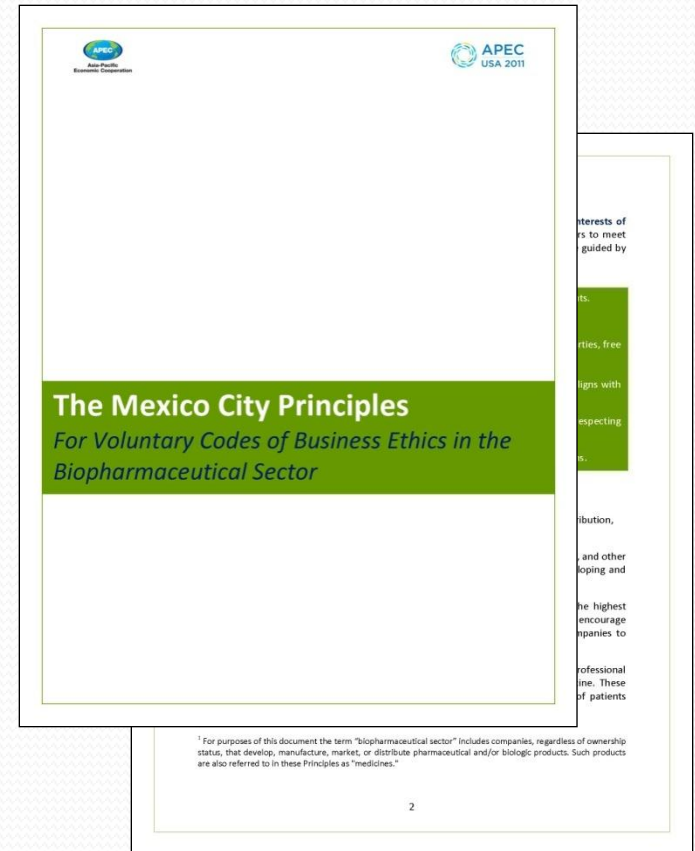 APEC
Asia-Pacific
Economic Cooperation
APEC
USA 2011
The Mexico City Principles
For Voluntary Codes of Business Ethics in the
Biopharmaceutical Sector
nterests of
rs to meet
guided by
ts.
rties, free
ligns with
especting
s.
ribution,
, and other
loping and
he highest
encourage
mpanies to
rofessional
ine. These
of patients
1 For purposes of this document the term "biopharmaceutical sector" includes companies, regardless of ownership
status, that develop, manufacture, market, or distribute pharmaceutical and/or biologic products. Such products
are also referred to in these Principles as "medicines."
2